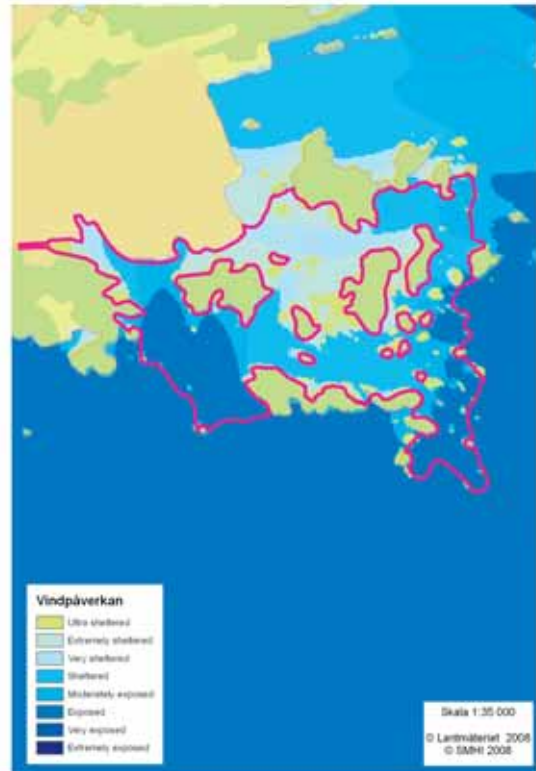 Vindpåverkan
Ultra sheltered
Extremely sheltered
Very sheltered
Sheltered
Moderately exposed
Exposed
Very exposed
Extremely exposed
Skala 1:35 000
© Lantmäteriet 2008
© SMHI 2008